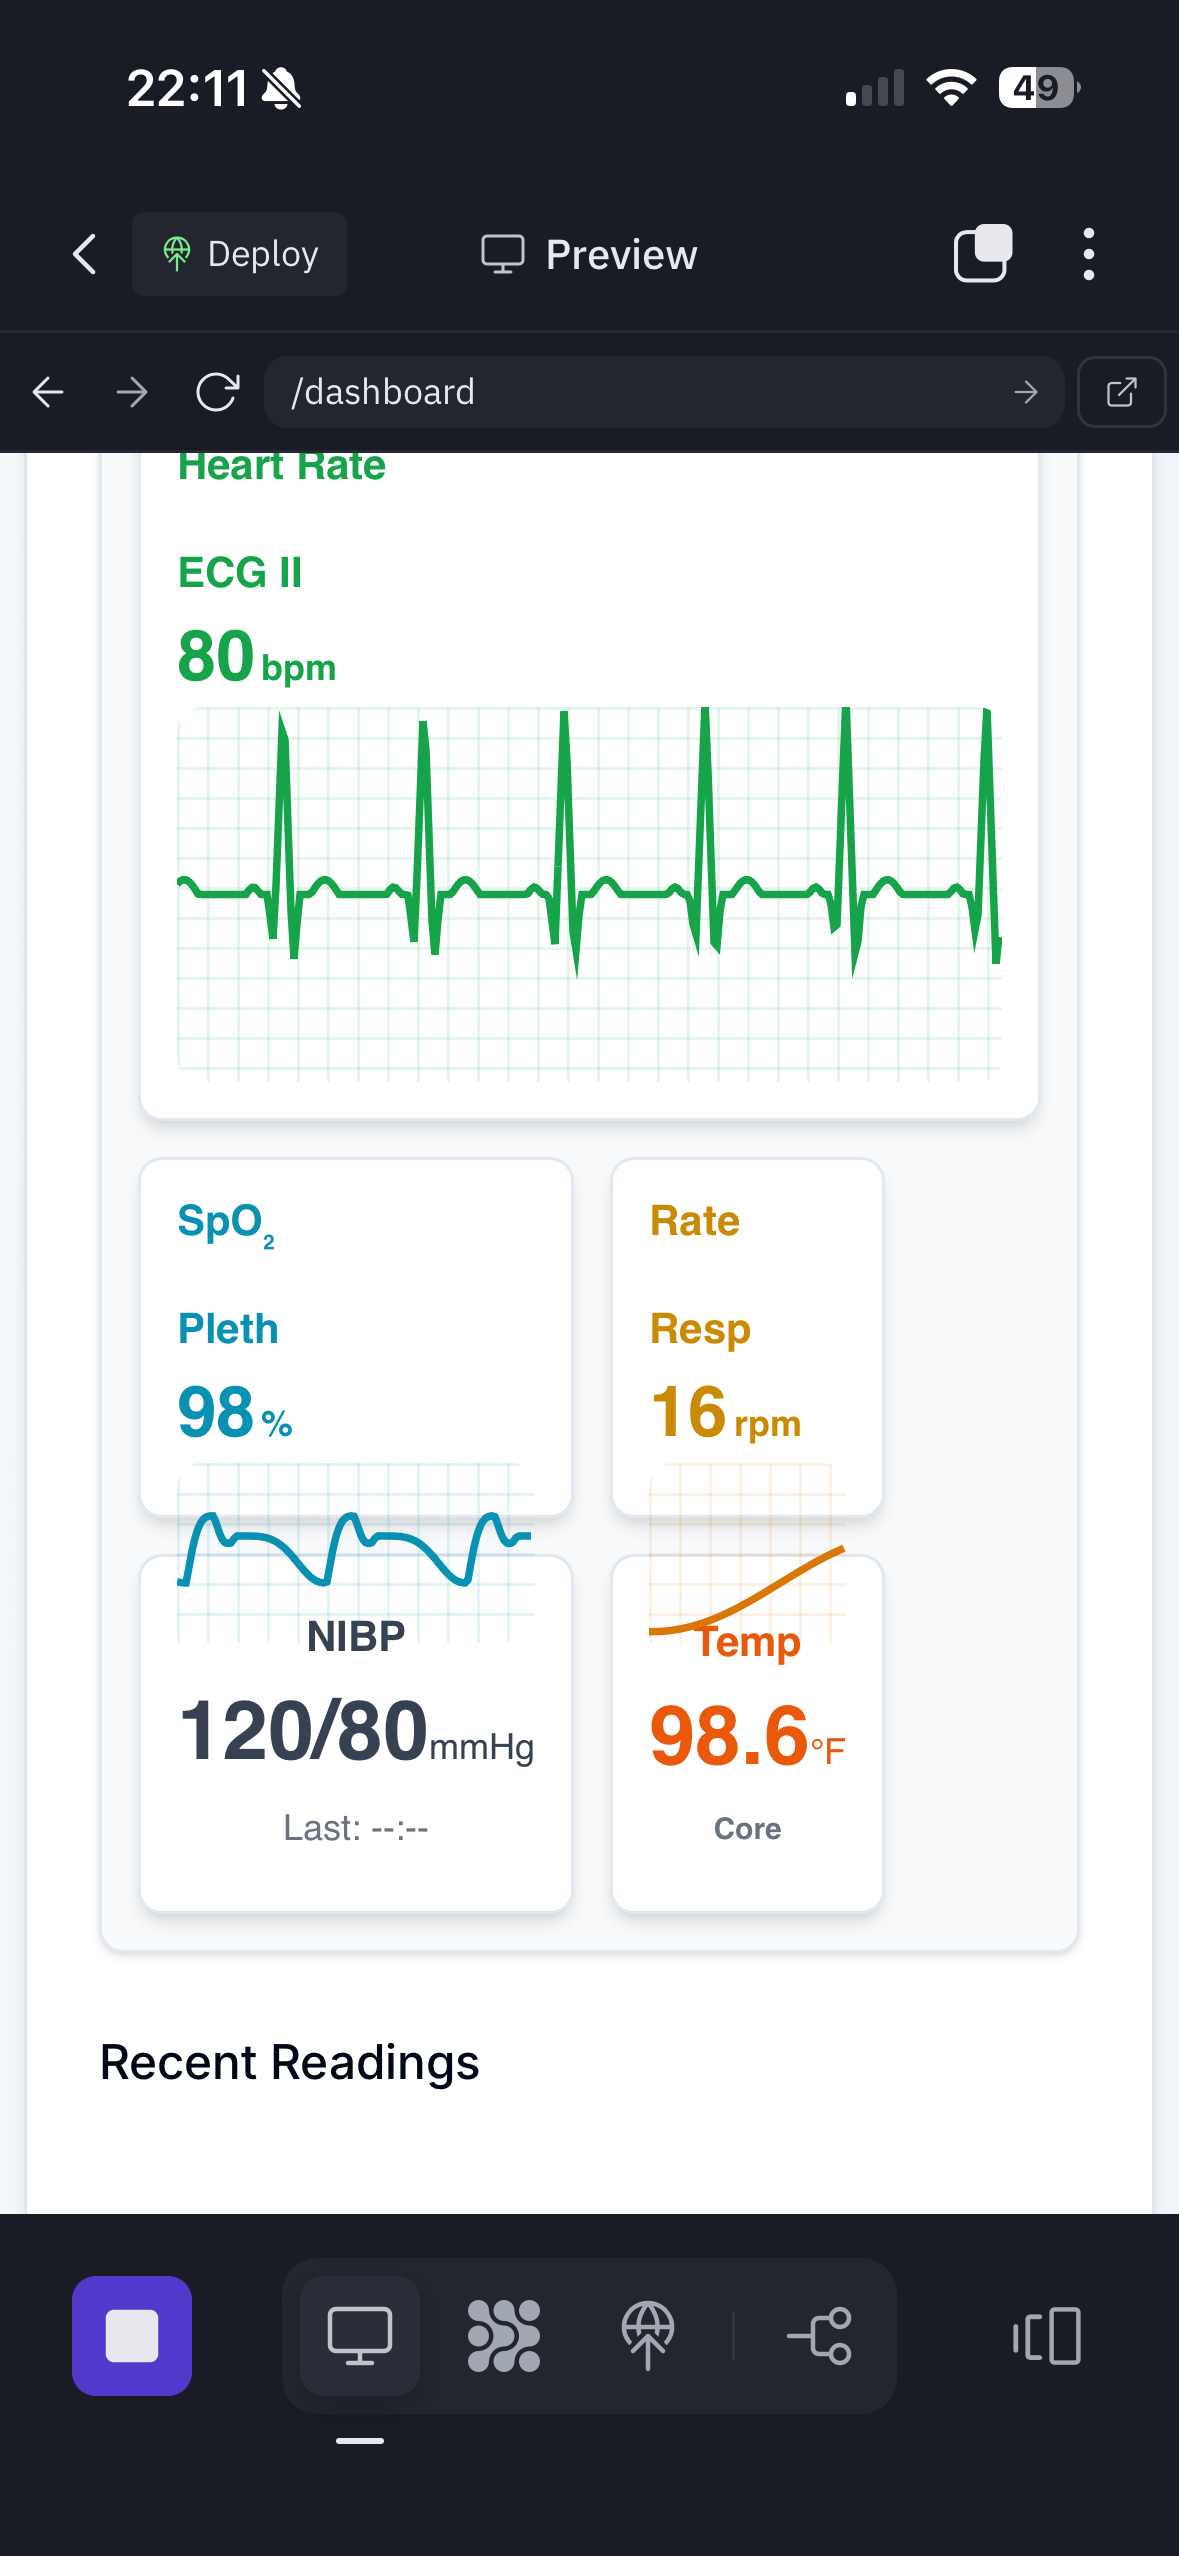 22:11
49
Deploy
Preview
/dashboard
Heart Rate
ECG II
80 bpm
SpO₂
Pleth
98 %
Rate
Resp
16 rpm
NIBP
120/80mmHg
Last: --:--
Temp
98.6°F
Core
Recent Readings